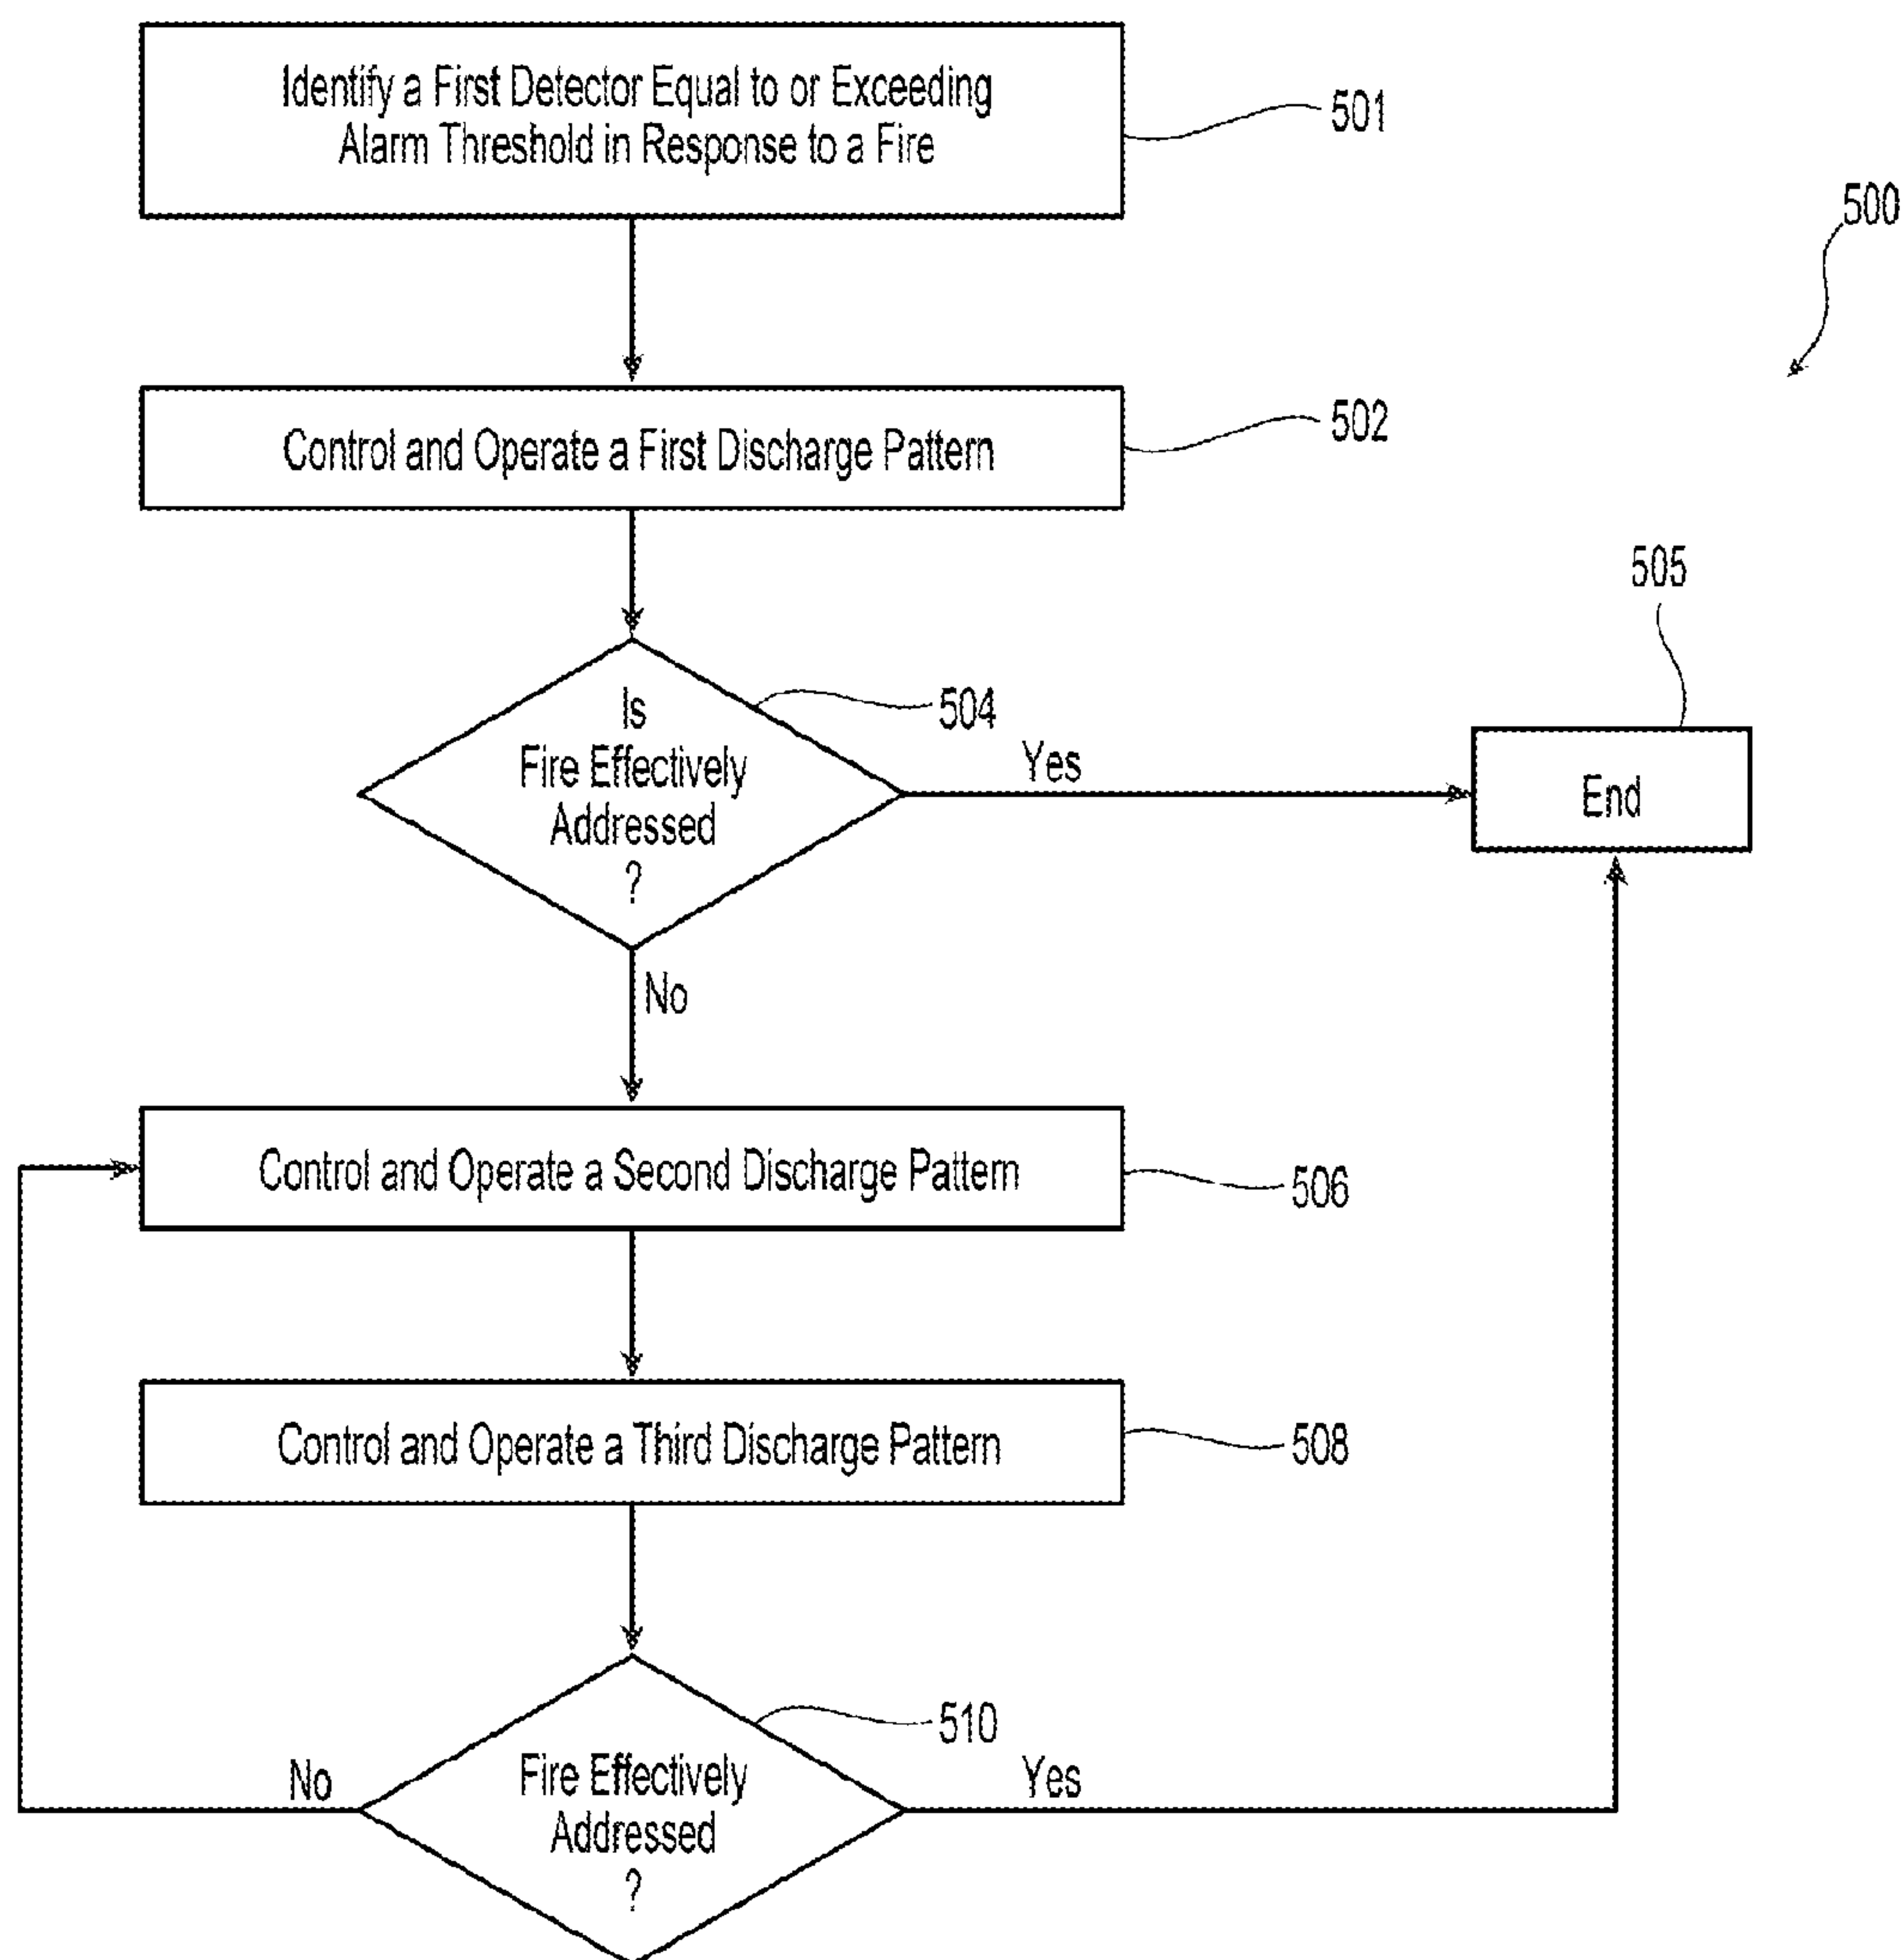 Identify a First Detector Equal to or Exceeding
Alarm Threshold in Response to a Fire
501
500
Control and Operate a First Discharge Pattern
502
505
Is
Fire Effectively
Addressed
?
504
Yes
End
No
Control and Operate a Second Discharge Pattern
506
Control and Operate a Third Discharge Pattern
508
510
No
Fire Effectively
Addressed
?
Yes